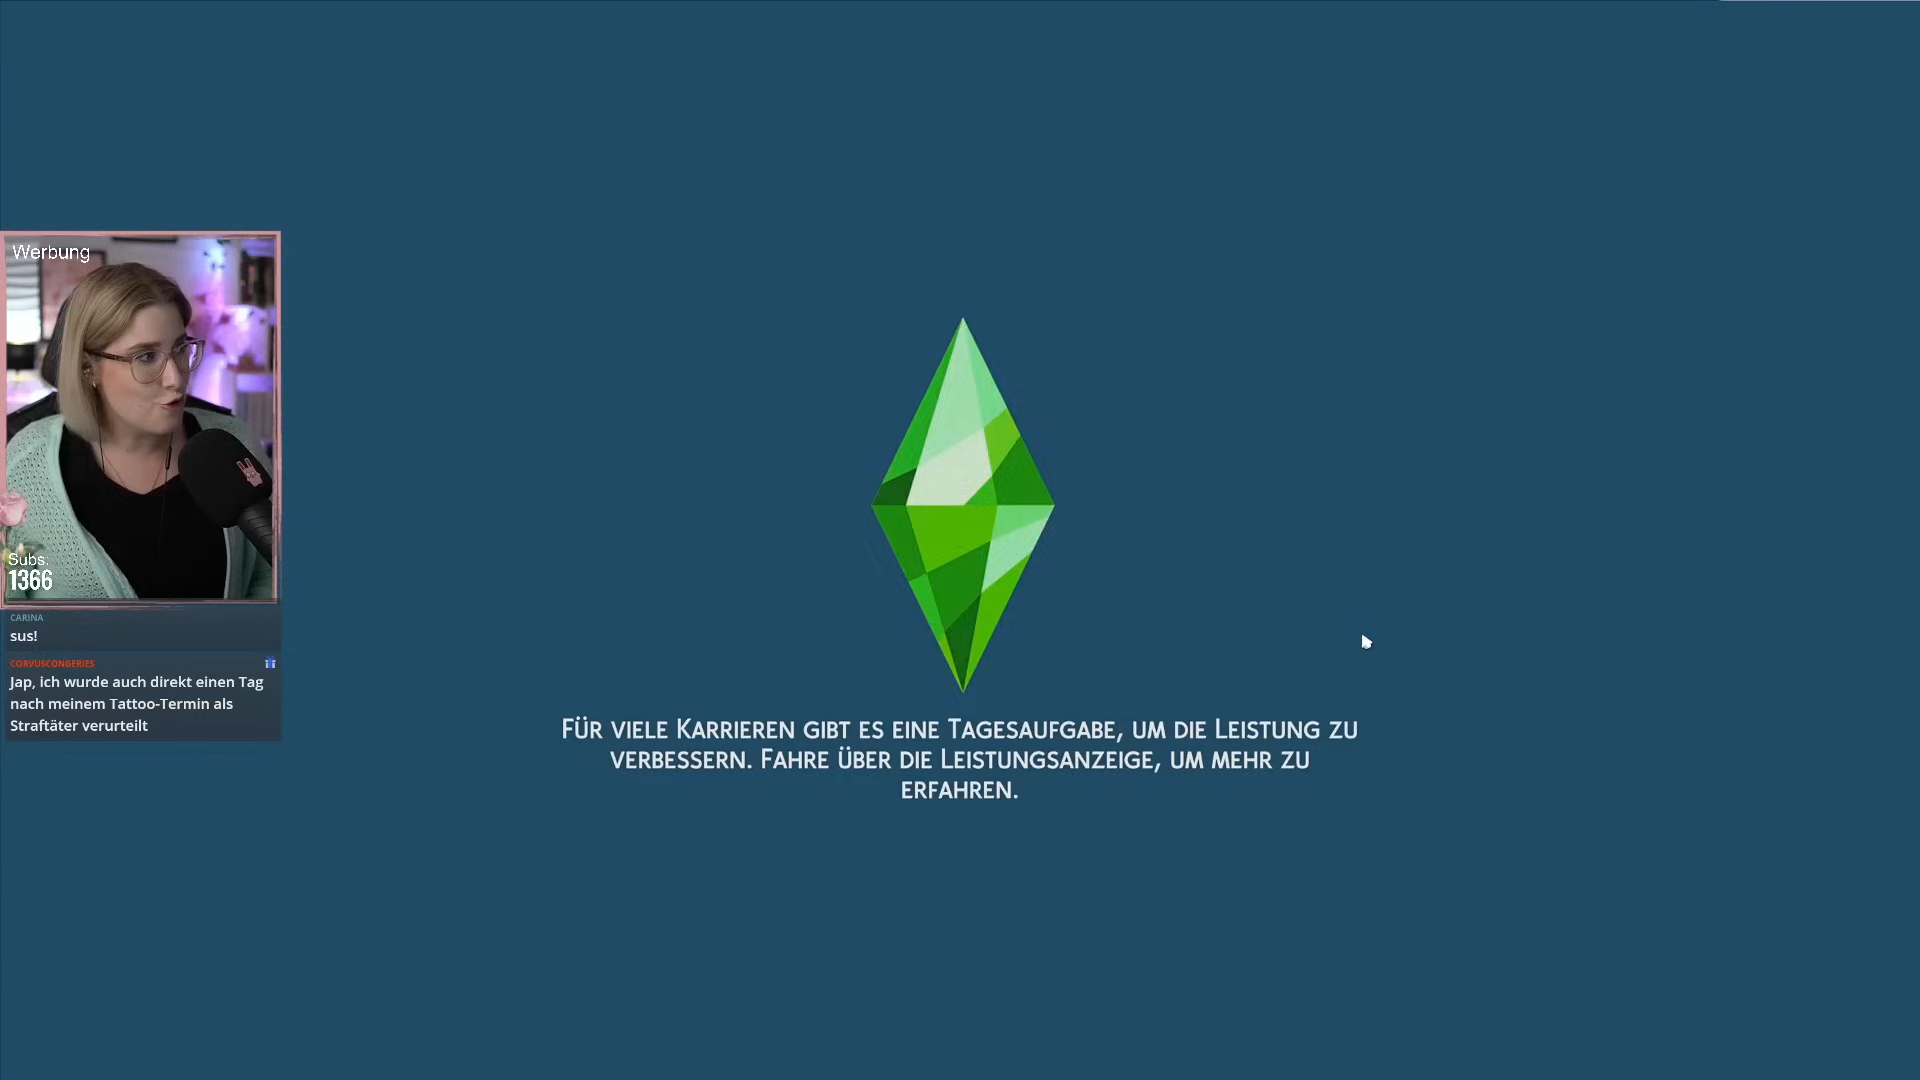 Werbung
Subs:
1366
CARINA
sus!
CORVUSCONGERIES
Jap, ich wurde auch direkt einen Tag
nach meinem Tattoo-Termin als
Straftäter verurteilt
Für viele Karrieren gibt es eine Tagesaufgabe, um die Leistung zu
verbessern. Fahre über die Leistungsanzeige, um mehr zu
erfahren.